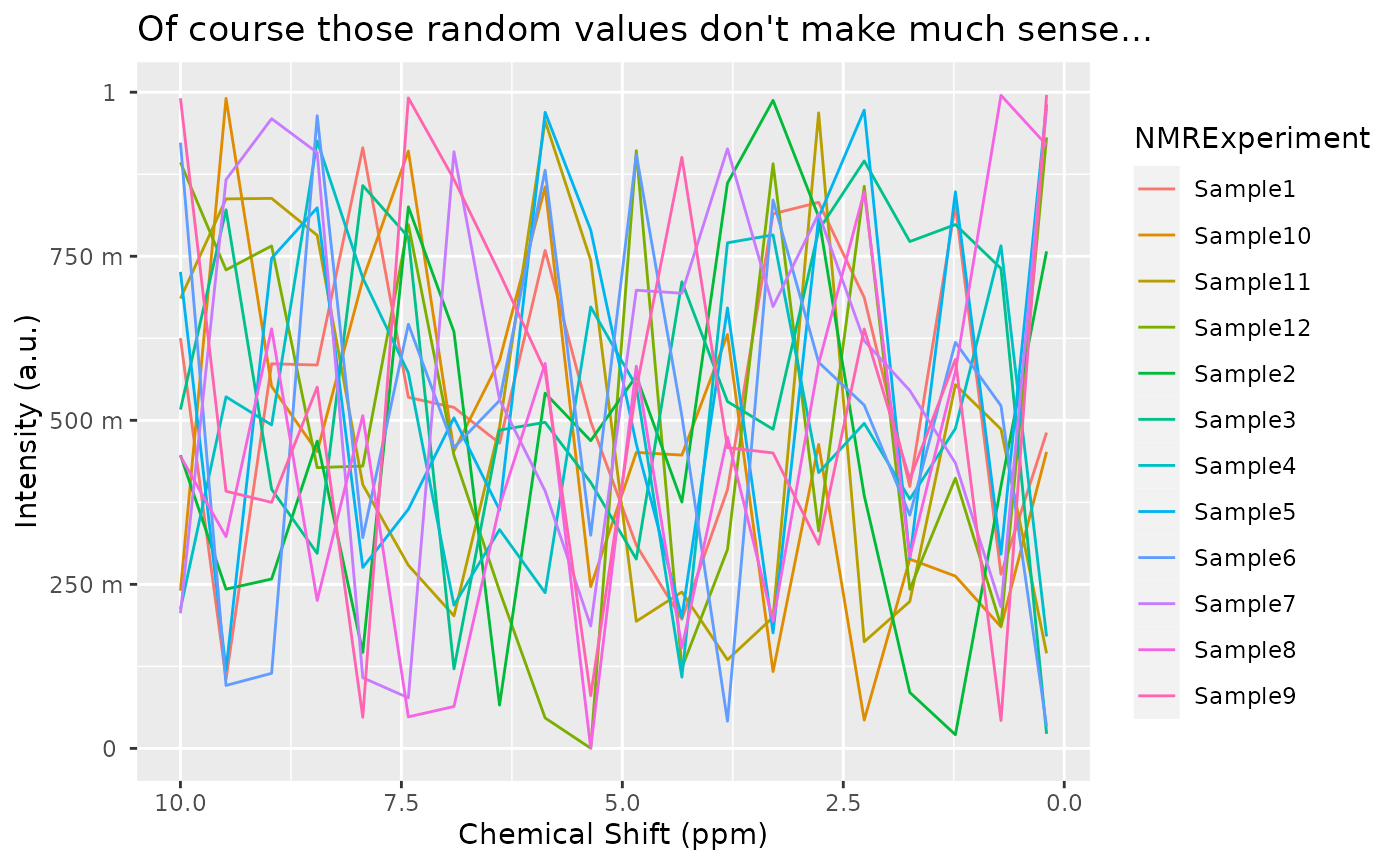 Of course those random values don't make much sense...
Intensity (a.u.)
1
750 m
500 m
250 m
0
10.0 7.5 5.0 2.5 0.0
Chemical Shift (ppm)
NMRExperiment
Sample1
Sample10
Sample11
Sample12
Sample2
Sample3
Sample4
Sample5
Sample6
Sample7
Sample8
Sample9